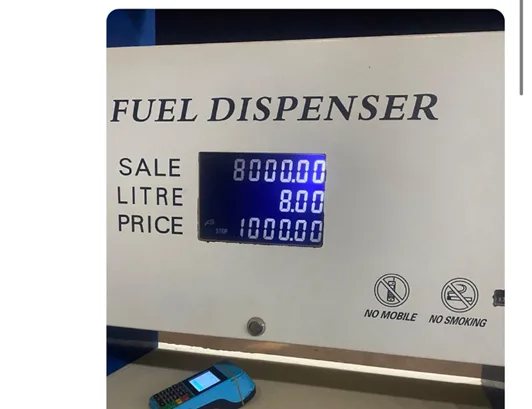 FUEL DISPENSER
SALE 8000.00
LITRE 8.00
PRICE STOP 1000.00
NO MOBILE NO SMOKING